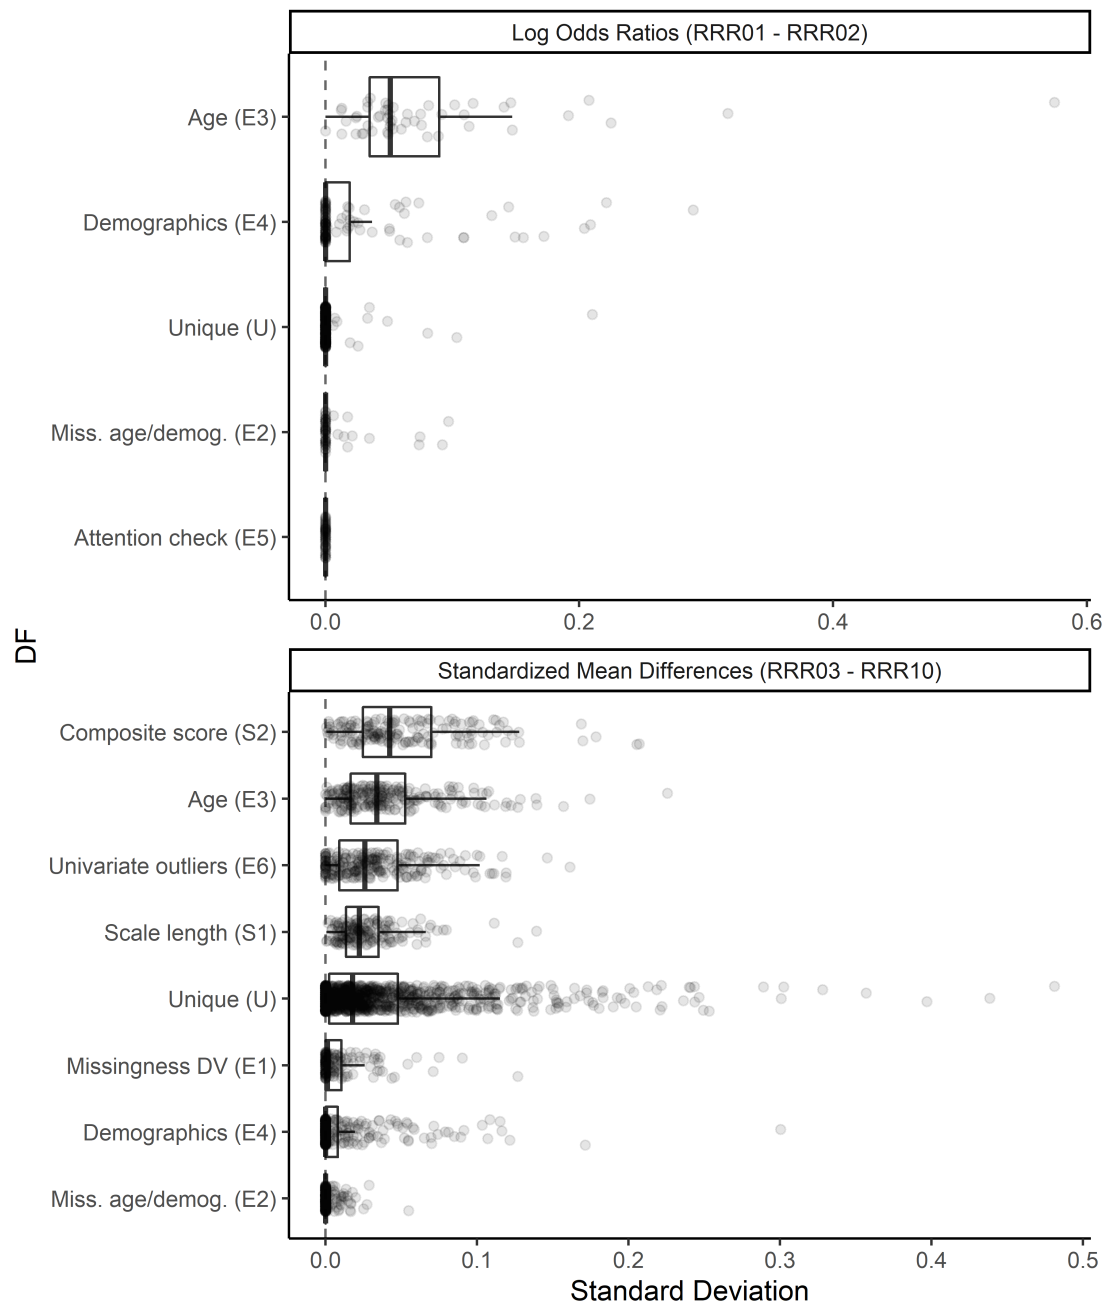 Log Odds Ratios (RRR01 - RRR02)
Age (E3)
Demographics (E4)
Unique (U)
Miss. age/demog. (E2)
Attention check (E5)
0.0 0.2 0.4 0.6
DF
Standardized Mean Differences (RRR03 - RRR10)
Composite score (S2)
Age (E3)
Univariate outliers (E6)
Scale length (S1)
Unique (U)
Missingness DV (E1)
Demographics (E4)
Miss. age/demog. (E2)
0.0 0.1 0.2 0.3 0.4 0.5
Standard Deviation